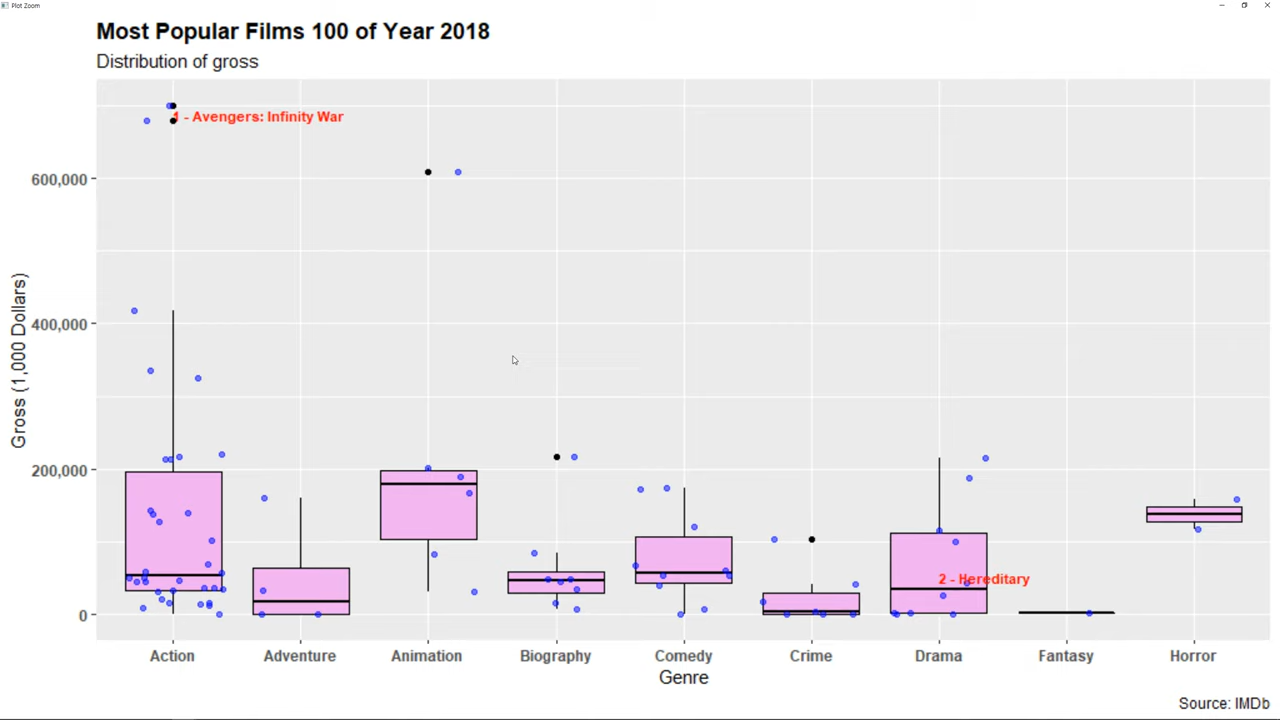 Plot Zoom
Most Popular Films 100 of Year 2018
Distribution of gross
1 - Avengers: Infinity War
600,000
400,000
200,000
0
Gross (1,000 Dollars)
2 - Hereditary
Action Adventure Animation Biography Comedy Crime Drama Fantasy Horror
Genre
Source: IMDb